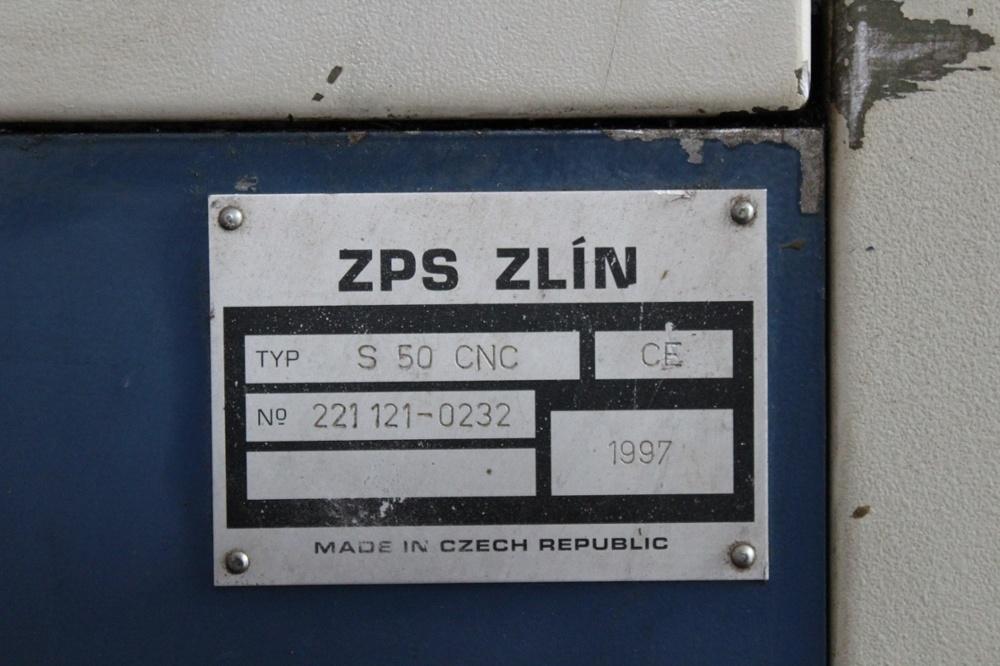 ZPS ZLÍN
TYP S 50 CNC CE
Nº 221 121-0232
1997
MADE IN CZECH REPUBLIC